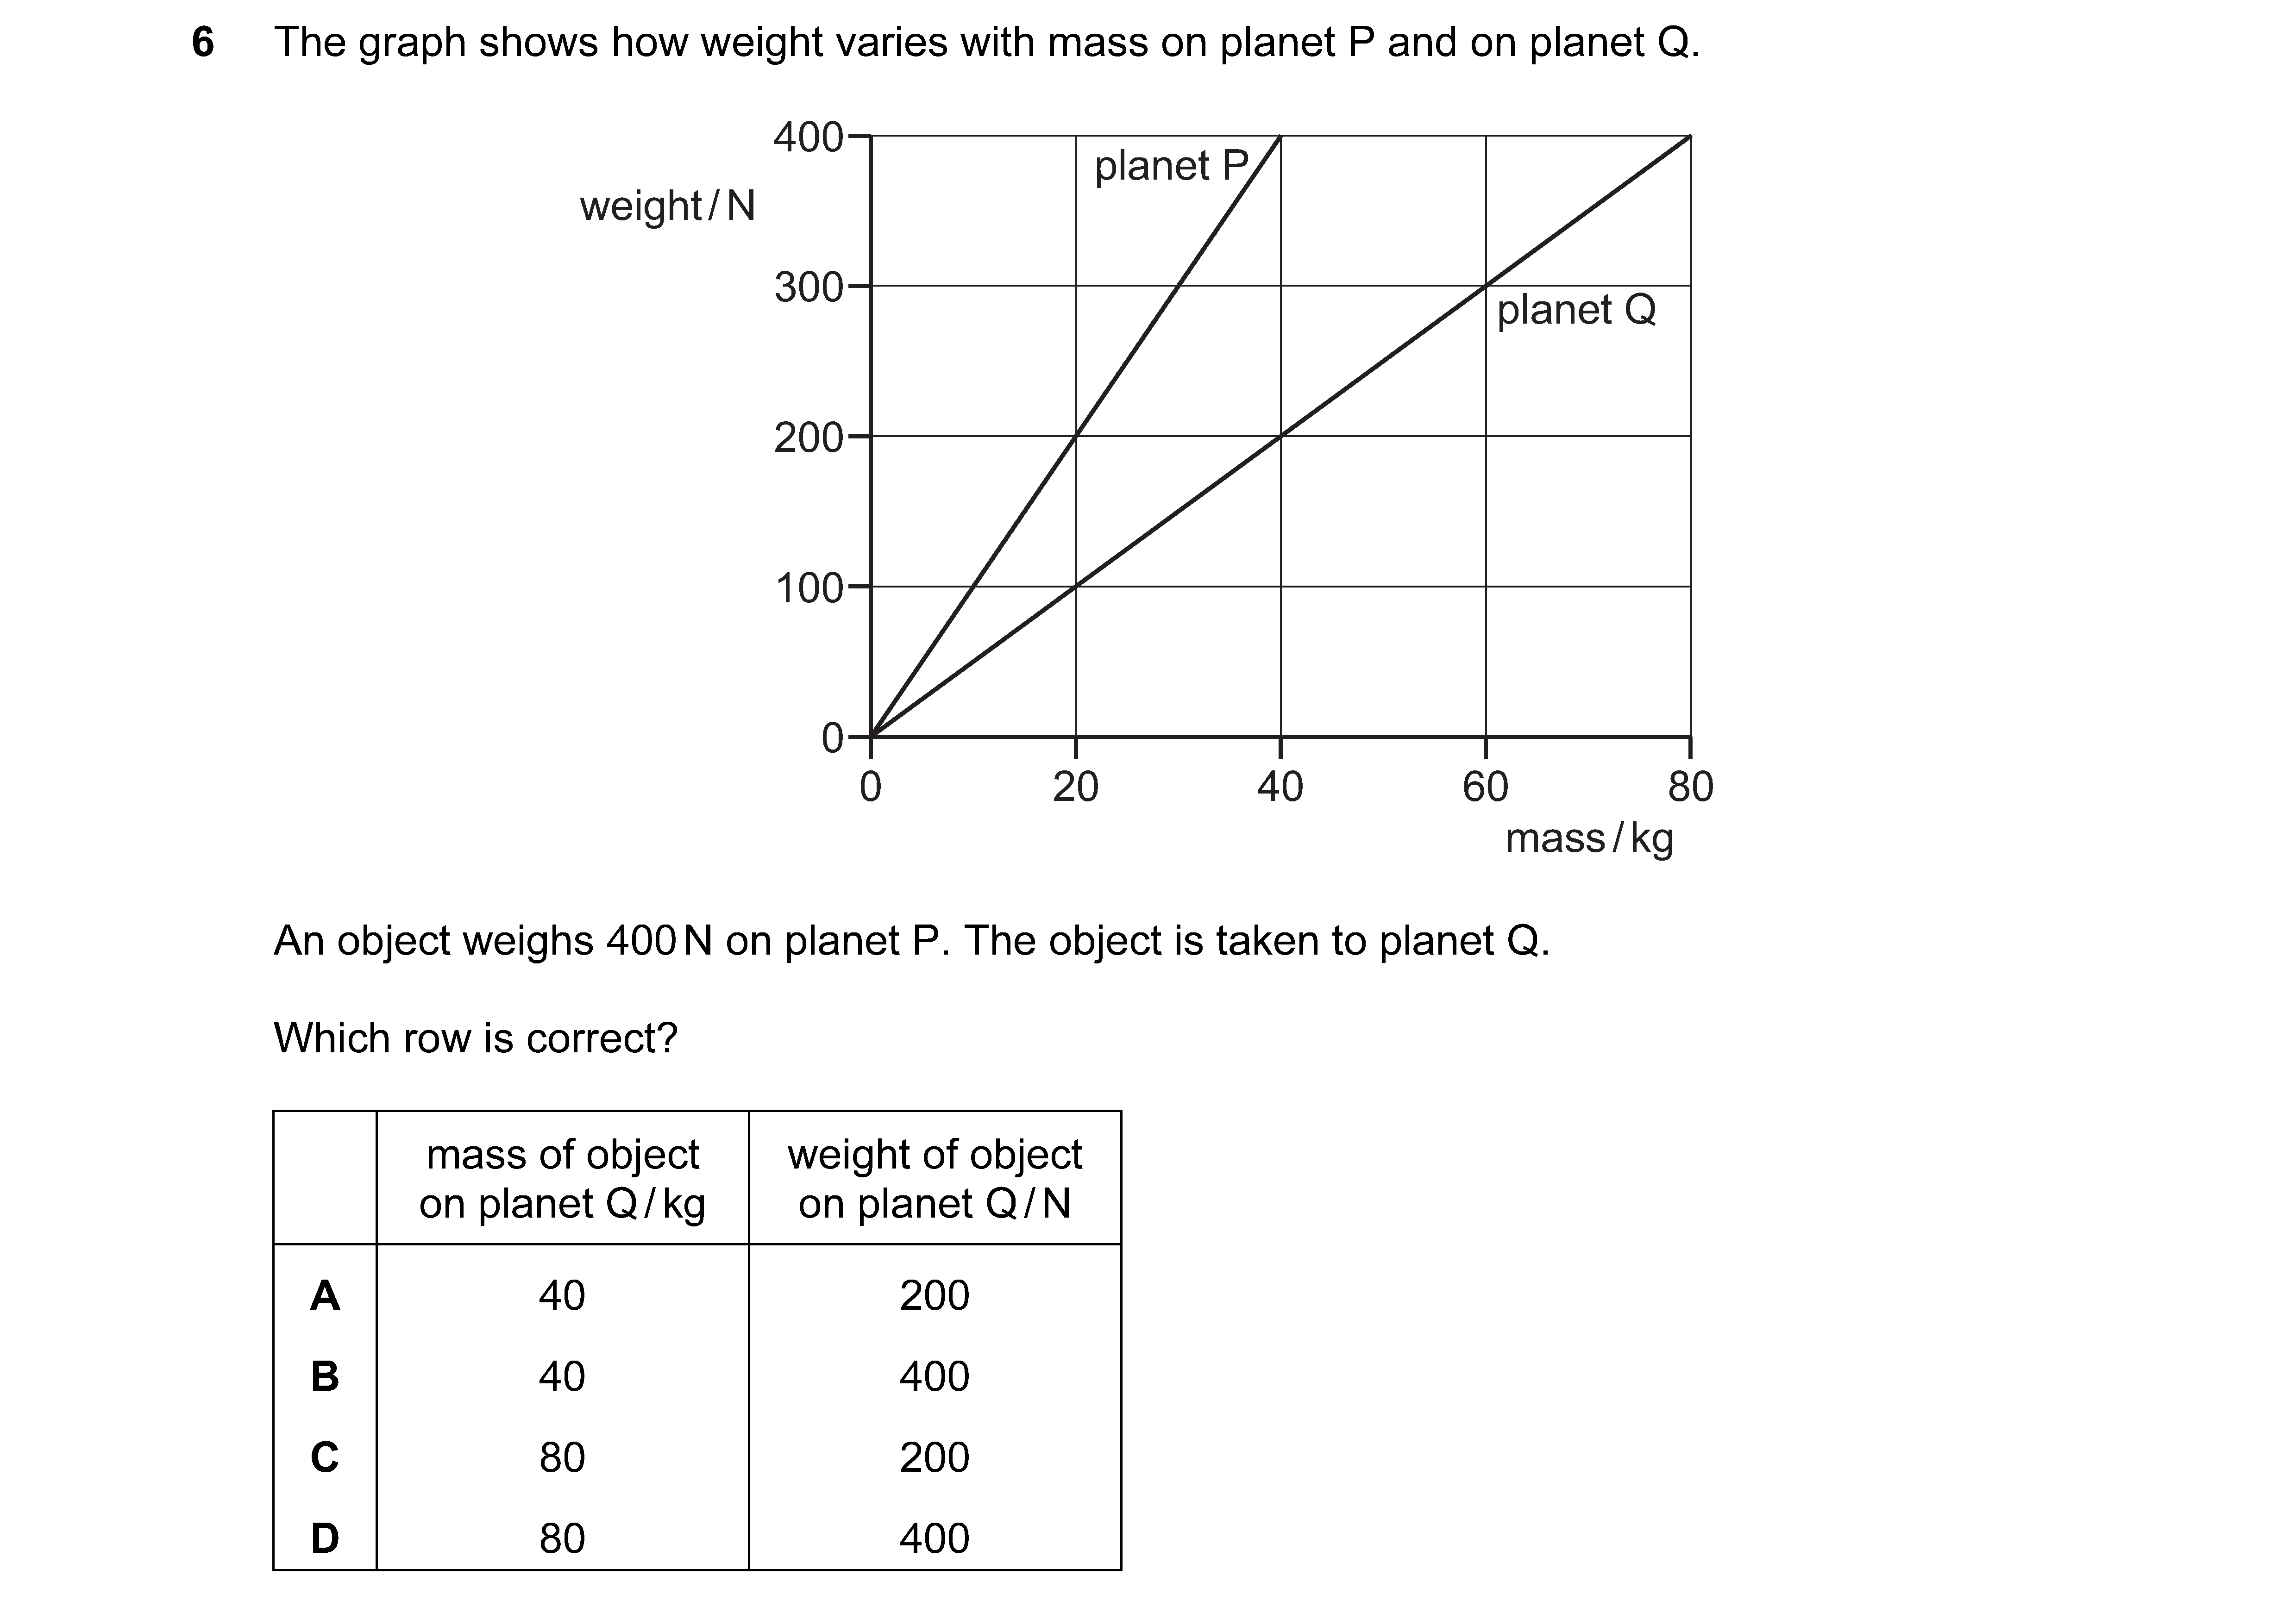 6 The graph shows how weight varies with mass on planet P and on planet Q.
400
planet P
weight / N
300
planet Q
200
100
0
0 20 40 60 80
mass / kg
An object weighs 400 N on planet P. The object is taken to planet Q.
Which row is correct?
mass of object weight of object
on planet Q / kg on planet Q / N
A 40 200
B 40 400
C 80 200
D 80 400